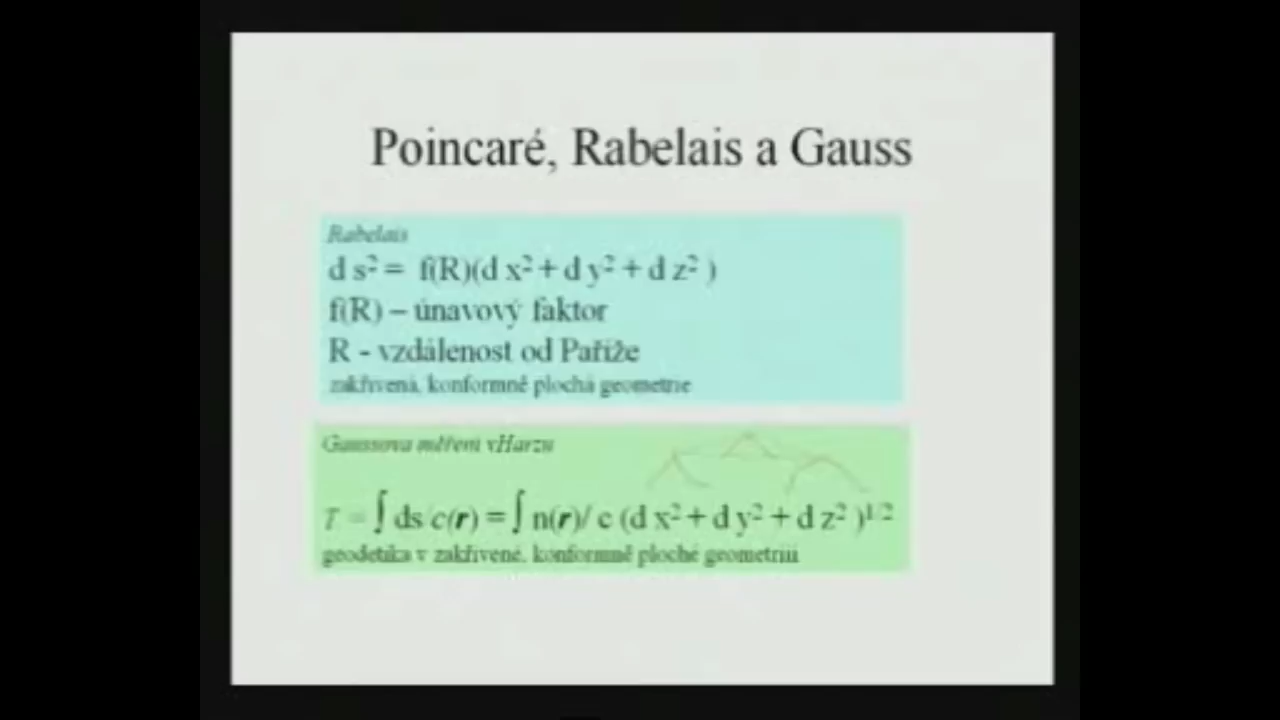 Poincaré, Rabelais a Gauss
Rabelais
d s² = f(R)(d x² + d y² + d z² )
f(R) – únavový faktor
R - vzdálenost od Paříže
zakřivená, konformně plochá geometrie
Gaussova měření vHarzu
T = ∫ ds/c(r) = ∫ n(r)/ c (d x² + d y² + d z² )^1/2
geodetika v zakřivené, konformně ploché geometrii